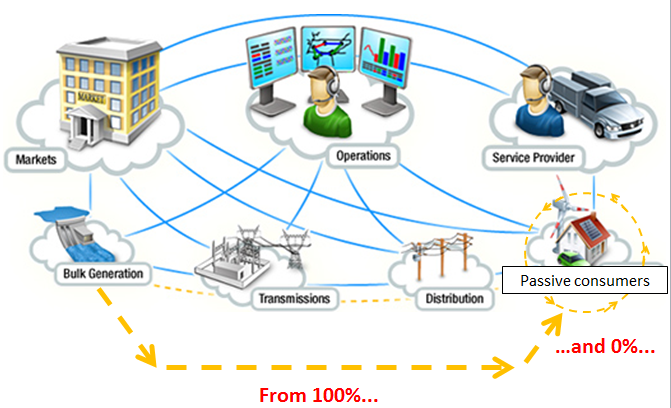 MARKET
Markets
Operations
Service Provider
Bulk Generation
Transmissions
Distribution
Passive consumers
...and 0%...
From 100%...